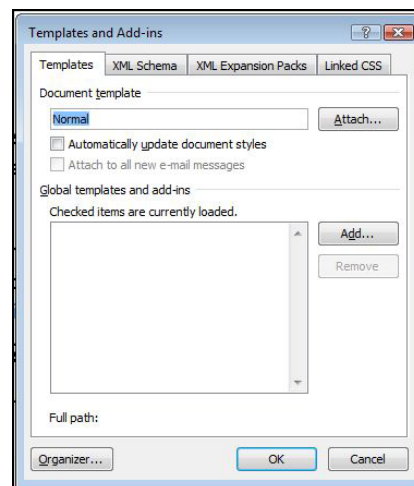 Templates and Add-ins
Templates XML Schema XML Expansion Packs Linked CSS
Document template
Normal Attach...
Automatically update document styles
Attach to all new e-mail messages
Global templates and add-ins
Checked items are currently loaded.
Add...
Remove
Full path:
Organizer... OK Cancel